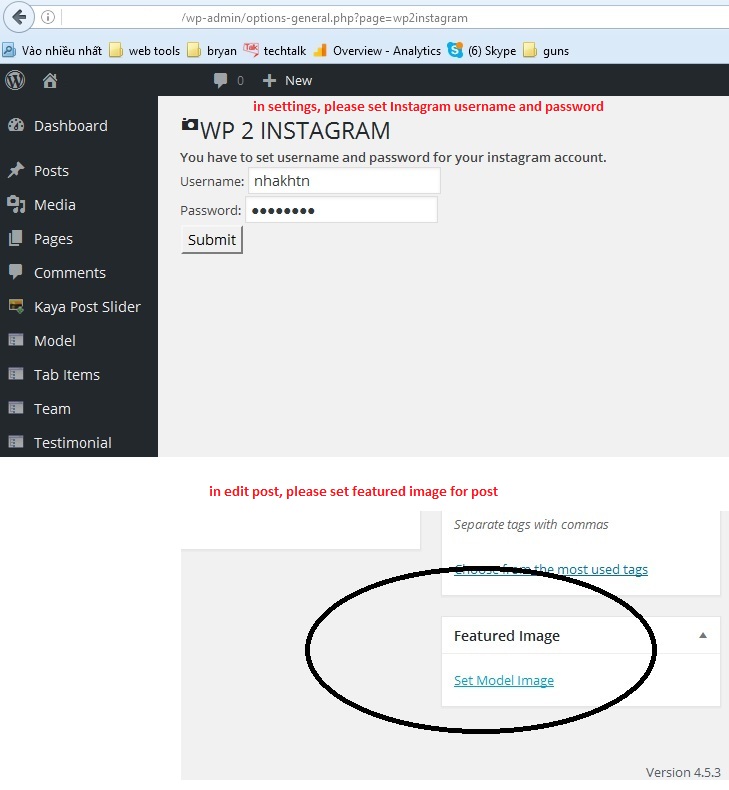 /wp-admin/options-general.php?page=wp2instagram
Vào nhiều nhất web tools bryan techtalk Overview - Analytics (6) Skype guns
0 New
in settings, please set Instagram username and password
WP 2 INSTAGRAM
You have to set username and password for your instagram account.
Username: nhakhtn
Password: ●●●●●●●●
Submit
Dashboard
Posts
Media
Pages
Comments
Kaya Post Slider
Model
Tab Items
Team
Testimonial
in edit post, please set featured image for post
Separate tags with commas
Choose from the most used tags
Featured Image
Set Model Image
Version 4.5.3